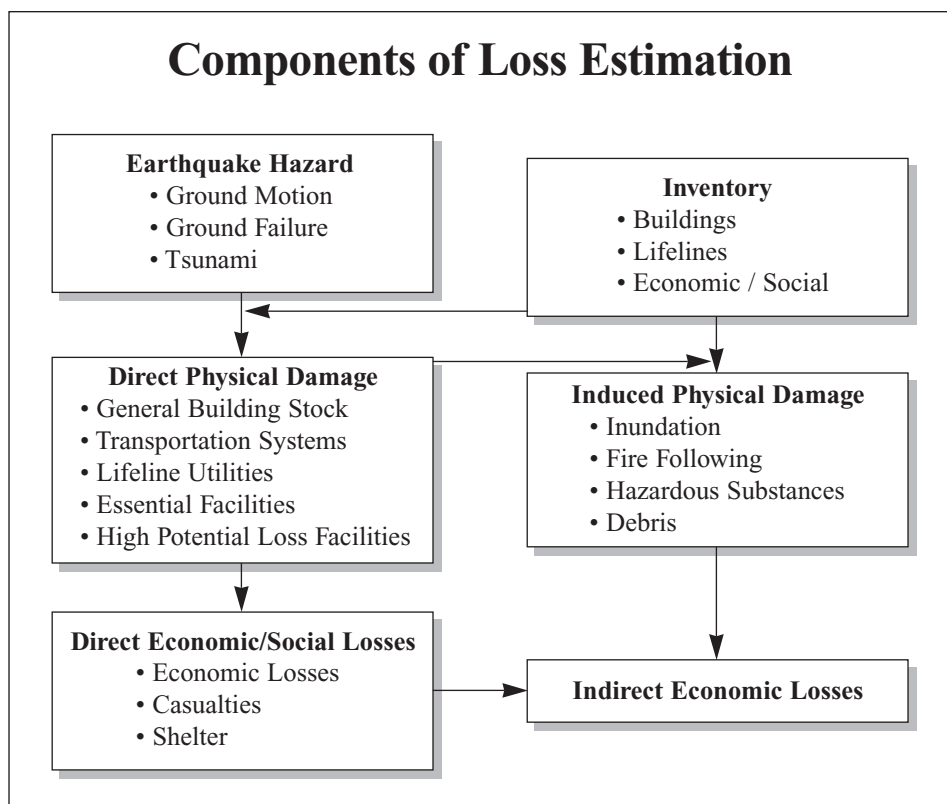 Components of Loss Estimation
Earthquake Hazard
• Ground Motion
• Ground Failure
• Tsunami
Inventory
• Buildings
• Lifelines
• Economic / Social
Direct Physical Damage
• General Building Stock
• Transportation Systems
• Lifeline Utilities
• Essential Facilities
• High Potential Loss Facilities
Induced Physical Damage
• Inundation
• Fire Following
• Hazardous Substances
• Debris
Direct Economic/Social Losses
• Economic Losses
• Casualties
• Shelter
Indirect Economic Losses